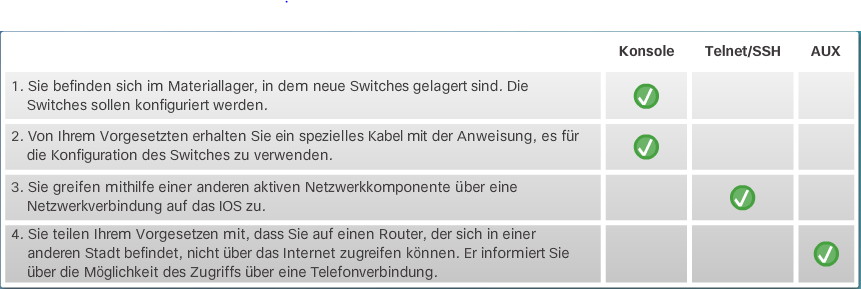 Konsole Telnet/SSH AUX
1. Sie befinden sich im Materiallager, in dem neue Switches gelagert sind. Die
Switches sollen konfiguriert werden.
2. Von Ihrem Vorgesetzten erhalten Sie ein spezielles Kabel mit der Anweisung, es für
die Konfiguration des Switches zu verwenden.
3. Sie greifen mithilfe einer anderen aktiven Netzwerkkomponente über eine
Netzwerkverbindung auf das IOS zu.
4. Sie teilen Ihrem Vorgesetzen mit, dass Sie auf einen Router, der sich in einer
anderen Stadt befindet, nicht über das Internet zugreifen können. Er informiert Sie
über die Möglichkeit des Zugriffs über eine Telefonverbindung.